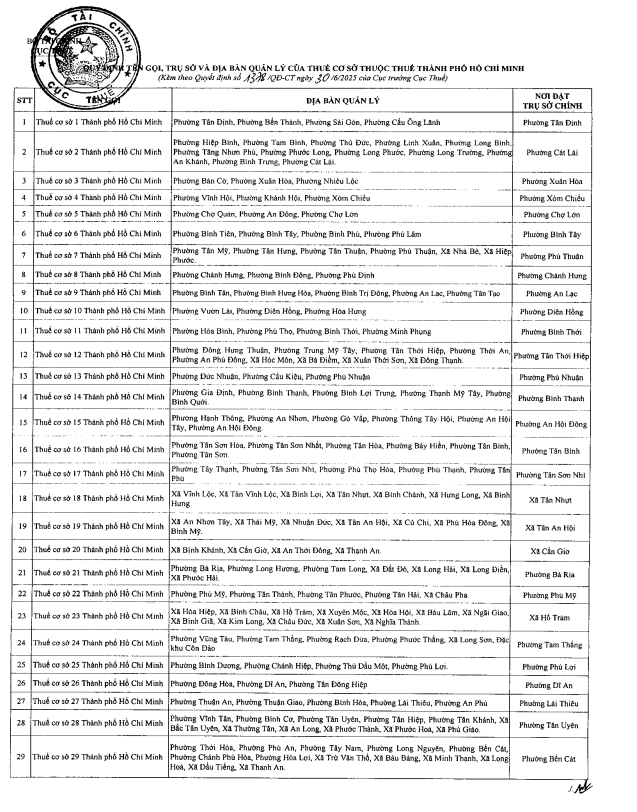 BỘ TÀI CHÍNH
CỤC THUẾ
QUY ĐỊNH TÊN GỌI, TRỤ SỞ VÀ ĐỊA BÀN QUẢN LÝ CỦA THUẾ CƠ SỞ THUỘC THUẾ THÀNH PHỐ HỒ CHÍ MINH
(Kèm theo Quyết định số 1378 /QĐ-CT ngày 30 /6/2025 của Cục trưởng Cục Thuế)
STT TÊN GỌI ĐỊA BÀN QUẢN LÝ NƠI ĐẶT
TRỤ SỞ CHÍNH
1 Thuế cơ sở 1 Thành phố Hồ Chí Minh Phường Tân Định, Phường Bến Thành, Phường Sài Gòn, Phường Cầu Ông Lãnh Phường Tân Định
2 Thuế cơ sở 2 Thành phố Hồ Chí Minh Phường Hiệp Bình, Phường Tam Bình, Phường Thủ Đức, Phường Linh Xuân, Phường Long Bình,
Phường Tăng Nhơn Phú, Phường Phước Long, Phường Long Phước, Phường Long Trường, Phường
An Khánh, Phường Bình Trưng, Phường Cát Lái. Phường Cát Lái
3 Thuế cơ sở 3 Thành phố Hồ Chí Minh Phường Bàn Cờ, Phường Xuân Hòa, Phường Nhiêu Lộc Phường Xuân Hòa
4 Thuế cơ sở 4 Thành phố Hồ Chí Minh Phường Vĩnh Hội, Phường Khánh Hội, Phường Xóm Chiếu Phường Xóm Chiếu
5 Thuế cơ sở 5 Thành phố Hồ Chí Minh Phường Chợ Quán, Phường An Đông, Phường Chợ Lớn Phường Chợ Lớn
6 Thuế cơ sở 6 Thành phố Hồ Chí Minh Phường Bình Tiên, Phường Bình Tây, Phường Bình Phú, Phường Phú Lâm Phường Bình Tây
7 Thuế cơ sở 7 Thành phố Hồ Chí Minh Phường Tân Mỹ, Phường Tân Hưng, Phường Tân Thuận, Phường Phú Thuận, Xã Nhà Bè, Xã Hiệp
Phước. Phường Phú Thuận
8 Thuế cơ sở 8 Thành phố Hồ Chí Minh Phường Chánh Hưng, Phường Bình Đông, Phường Phú Định Phường Chánh Hưng
9 Thuế cơ sở 9 Thành phố Hồ Chí Minh Phường Bình Tân, Phường Bình Hưng Hòa, Phường Bình Trị Đông, Phường An Lạc, Phường Tân Tạo Phường An Lạc
10 Thuế cơ sở 10 Thành phố Hồ Chí Minh Phường Vườn Lài, Phường Diên Hồng, Phường Hòa Hưng Phường Diên Hồng
11 Thuế cơ sở 11 Thành phố Hồ Chí Minh Phường Hòa Bình, Phường Phú Thọ, Phường Bình Thới, Phường Minh Phụng Phường Bình Thới
12 Thuế cơ sở 12 Thành phố Hồ Chí Minh Phường Đông Hưng Thuận, Phường Trung Mỹ Tây, Phường Tân Thới Hiệp, Phường Thới An,
Phường An Phú Đông, Xã Hóc Môn, Xã Bà Điểm, Xã Xuân Thới Sơn, Xã Đông Thạnh. Phường Tân Thới Hiệp
13 Thuế cơ sở 13 Thành phố Hồ Chí Minh Phường Đức Nhuận, Phường Cầu Kiệu, Phường Phú Nhuận Phường Phú Nhuận
14 Thuế cơ sở 14 Thành phố Hồ Chí Minh Phường Gia Định, Phường Bình Thạnh, Phường Bình Lợi Trung, Phường Thạnh Mỹ Tây, Phường
Bình Quới. Phường Bình Thạnh
15 Thuế cơ sở 15 Thành phố Hồ Chí Minh Phường Hạnh Thông, Phường An Nhơn, Phường Gò Vấp, Phường Thông Tây Hội, Phường An Hội
Tây, Phường An Hội Đông. Phường An Hội Đông
16 Thuế cơ sở 16 Thành phố Hồ Chí Minh Phường Tân Sơn Hòa, Phường Tân Sơn Nhất, Phường Tân Hòa, Phường Bảy Hiền, Phường Tân Bình,
Phường Tân Sơn. Phường Tân Bình
17 Thuế cơ sở 17 Thành phố Hồ Chí Minh Phường Tây Thạnh, Phường Tân Sơn Nhì, Phường Phú Thọ Hòa, Phường Phú Thạnh, Phường Tân
Phú Phường Tân Sơn Nhì
18 Thuế cơ sở 18 Thành phố Hồ Chí Minh Xã Vĩnh Lộc, Xã Tân Vĩnh Lộc, Xã Bình Lợi, Xã Tân Nhựt, Xã Bình Chánh, Xã Hưng Long, Xã Bình
Hưng Xã Tân Nhựt
19 Thuế cơ sở 19 Thành phố Hồ Chí Minh Xã An Nhơn Tây, Xã Thái Mỹ, Xã Nhuận Đức, Xã Tân An Hội, Xã Củ Chi, Xã Phú Hòa Đông, Xã
Bình Mỹ. Xã Tân An Hội
20 Thuế cơ sở 20 Thành phố Hồ Chí Minh Xã Bình Khánh, Xã Cần Giờ, Xã An Thới Đông, Xã Thạnh An. Xã Cần Giờ
21 Thuế cơ sở 21 Thành phố Hồ Chí Minh Phường Bà Rịa, Phường Long Hương, Phường Tam Long, Xã Đất Đỏ, Xã Long Hải, Xã Long Điền,
Xã Phước Hải. Phường Bà Rịa
22 Thuế cơ sở 22 Thành phố Hồ Chí Minh Phường Phú Mỹ, Phường Tân Thành, Phường Tân Phước, Phường Tân Hải, Xã Châu Pha. Phường Phú Mỹ
23 Thuế cơ sở 23 Thành phố Hồ Chí Minh Xã Hòa Hiệp, Xã Bình Châu, Xã Hồ Tràm, Xã Xuyên Mộc, Xã Hòa Hội, Xã Bàu Lâm, Xã Ngãi Giao,
Xã Bình Giã, Xã Kim Long, Xã Châu Đức, Xã Xuân Sơn, Xã Nghĩa Thành. Xã Hồ Tràm
24 Thuế cơ sở 24 Thành phố Hồ Chí Minh Phường Vũng Tàu, Phường Tam Thắng, Phường Rạch Dừa, Phường Phước Thắng, Xã Long Sơn, Đặc
khu Côn Đảo Phường Tam Thắng
25 Thuế cơ sở 25 Thành phố Hồ Chí Minh Phường Bình Dương, Phường Chánh Hiệp, Phường Thủ Dầu Một, Phường Phú Lợi. Phường Phú Lợi
26 Thuế cơ sở 26 Thành phố Hồ Chí Minh Phường Đông Hòa, Phường Dĩ An, Phường Tân Đông Hiệp Phường Dĩ An
27 Thuế cơ sở 27 Thành phố Hồ Chí Minh Phường Thuận An, Phường Thuận Giao, Phường Bình Hòa, Phường Lái Thiêu, Phường An Phú Phường Lái Thiêu
28 Thuế cơ sở 28 Thành phố Hồ Chí Minh Phường Vĩnh Tân, Phường Bình Cơ, Phường Tân Uyên, Phường Tân Hiệp, Phường Tân Khánh, Xã
Bắc Tân Uyên, Xã Thường Tân, Xã An Long, Xã Phước Thành, Xã Phước Hoà, Xã Phú Giáo. Phường Tân Uyên
29 Thuế cơ sở 29 Thành phố Hồ Chí Minh Phường Thới Hòa, Phường Phú An, Phường Tây Nam, Phường Long Nguyên, Phường Bến Cát,
Phường Chánh Phú Hòa, Phường Hòa Lợi, Xã Trừ Văn Thố, Xã Bàu Bàng, Xã Minh Thạnh, Xã Long
Hoà, Xã Dầu Tiếng, Xã Thanh An. Phường Bến Cát